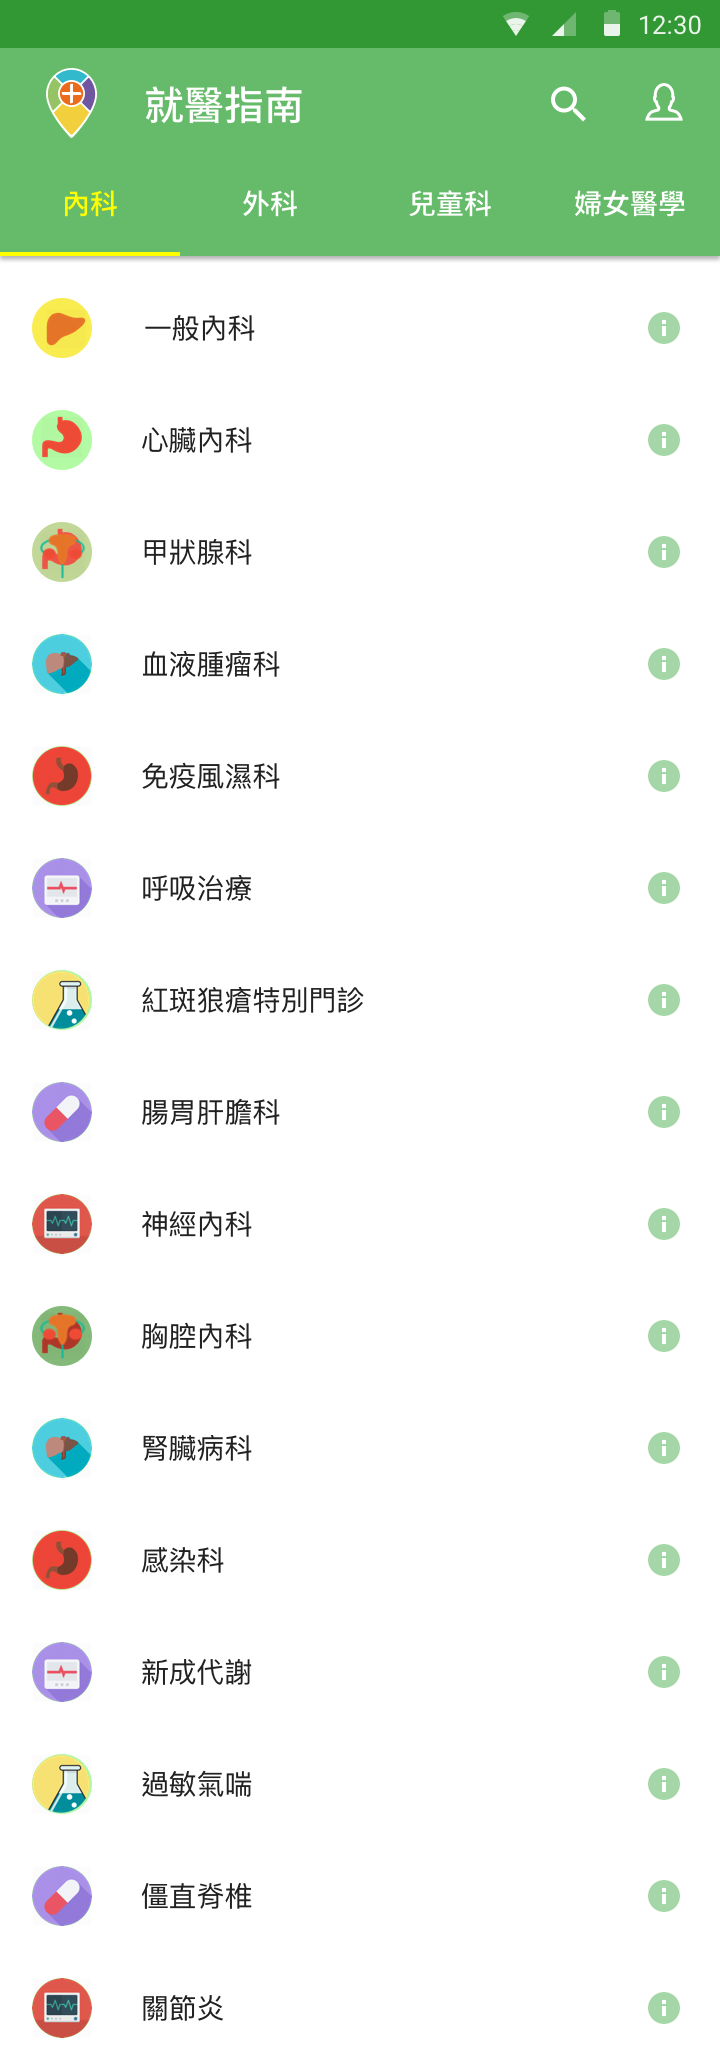 12:30
就醫指南
內科 外科 兒童科 婦女醫學
一般內科
心臟內科
甲狀腺科
血液腫瘤科
免疫風濕科
呼吸治療
紅斑狼瘡特別門診
腸胃肝膽科
神經內科
胸腔內科
腎臟病科
感染科
新成代謝
過敏氣喘
僵直脊椎
關節炎